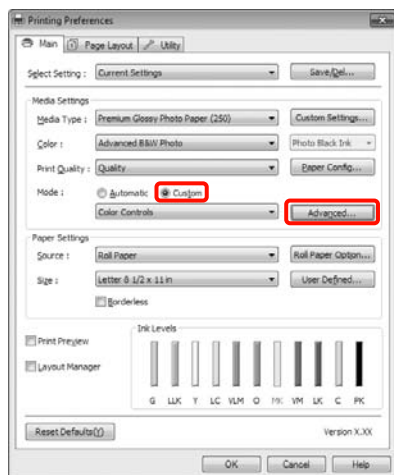 Printing Preferences
Main Page Layout Utility
Select Setting : Current Settings Save/Del...
Media Settings
Media Type : Premium Glossy Photo Paper (250) Custom Settings...
Color : Advanced B&W Photo Photo Black Ink
Print Quality : Quality Paper Config...
Mode : Automatic Custom
Color Controls Advanced...
Paper Settings
Source : Roll Paper Roll Paper Option...
Size : Letter 8 1/2 x 11 in User Defined...
Borderless
Ink Levels
Print Preview
Layout Manager
G LLK Y LC VLM O MK VM LK C PK
Reset Defaults(Y) Version X.XX
OK Cancel Help